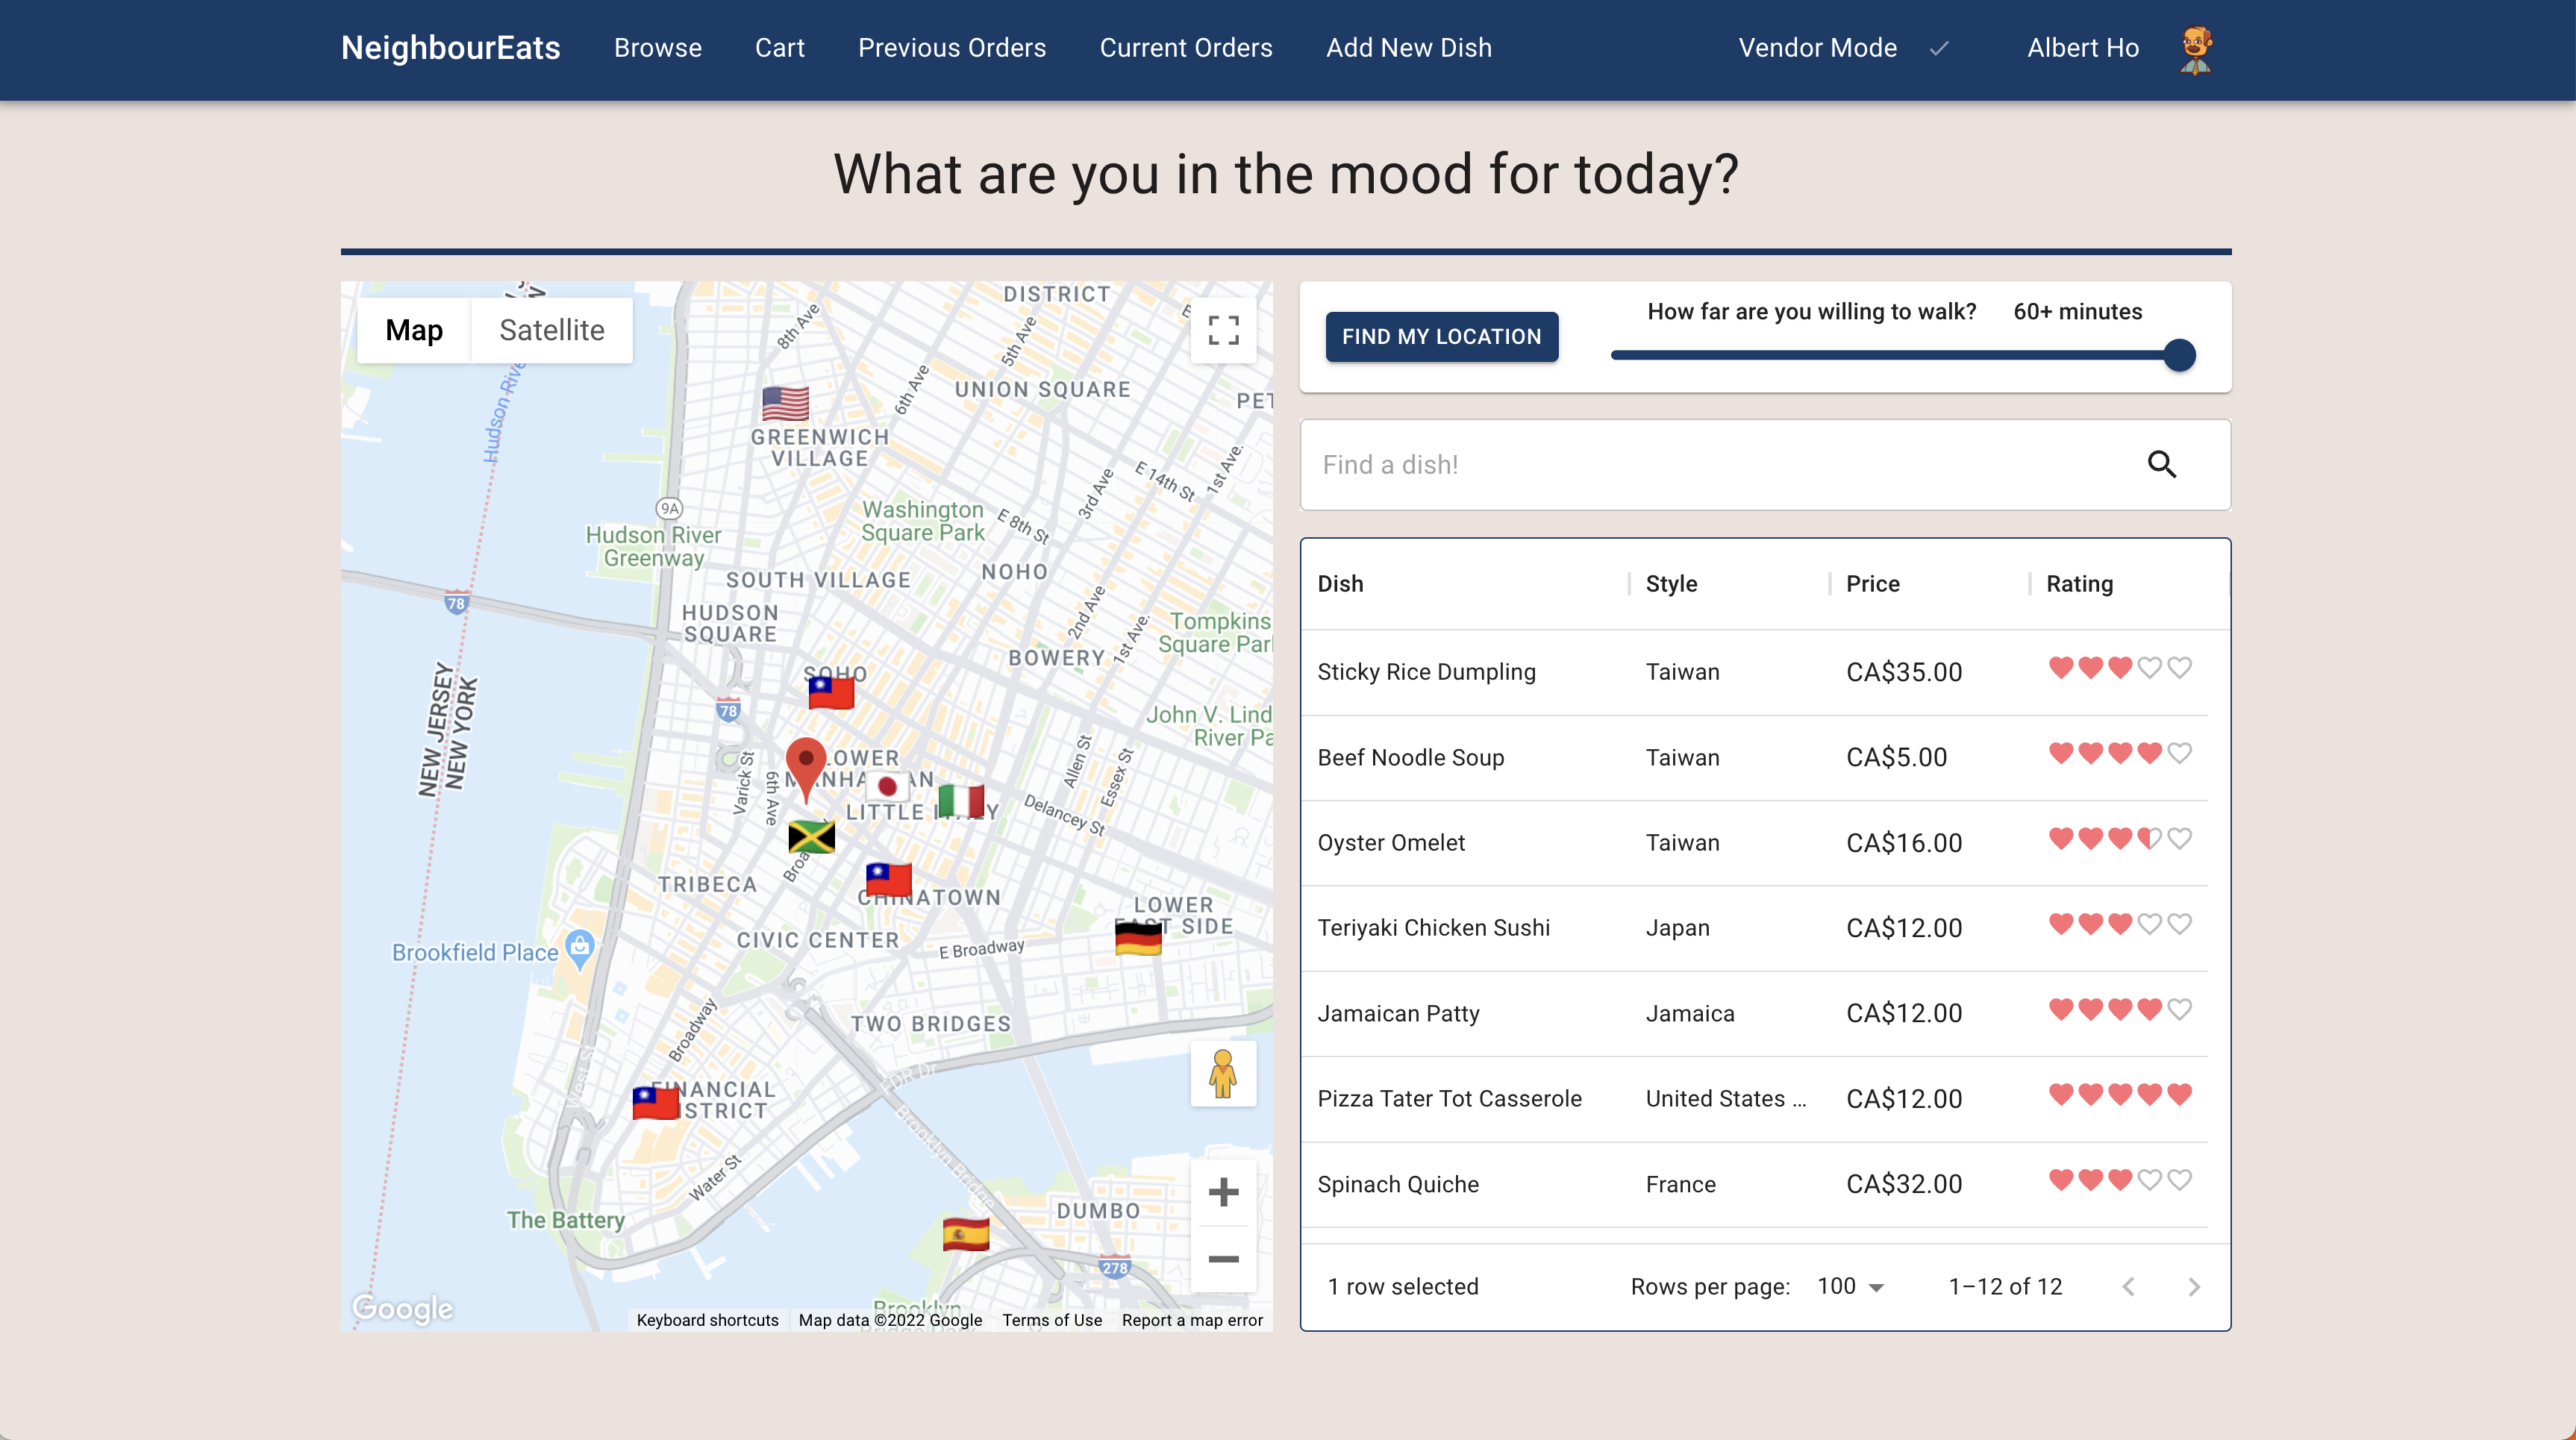 NeighbourEats Browse Cart Previous Orders Current Orders Add New Dish Vendor Mode Albert Ho
What are you in the mood for today?
Map Satellite
DISTRICT
8th Ave
5th Ave
6th Ave
UNION SQUARE
GREENWICH
VILLAGE
Hudson
9A
Washington
Square Park
E 14th St
1st Ave.
3rd Ave
E 8th St
Hudson River
Greenway
SOUTH VILLAGE
NOHO
78
HUDSON
SQUARE
2nd Ave
1st Ave.
Tompkins
BOWERY
NEW JERSEY
NEW YORK
SOHO
78
John V.
LOWER
Varick St
6th Ave
LITTLE
Allen St
Essex St
Delancey St
TRIBECA
CHINATOWN
LOWER
SIDE
CIVIC CENTER
E Broadway
Brookfield Place
Broadway
TWO BRIDGES
FDR Dr
West St
FINANCIAL
Brooklyn Bridge
Water St
The Battery
DUMBO
278
Brooklyn
Google
Keyboard shortcuts Map data ©2022 Google Terms of Use Report a map error
FIND MY LOCATION
How far are you willing to walk? 60+ minutes
Find a dish!
Dish Style Price Rating
Sticky Rice Dumpling Taiwan CA$35.00
Beef Noodle Soup Taiwan CA$5.00
Oyster Omelet Taiwan CA$16.00
Teriyaki Chicken Sushi Japan CA$12.00
Jamaican Patty Jamaica CA$12.00
Pizza Tater Tot Casserole United States ... CA$12.00
Spinach Quiche France CA$32.00
1 row selected Rows per page: 100 1–12 of 12